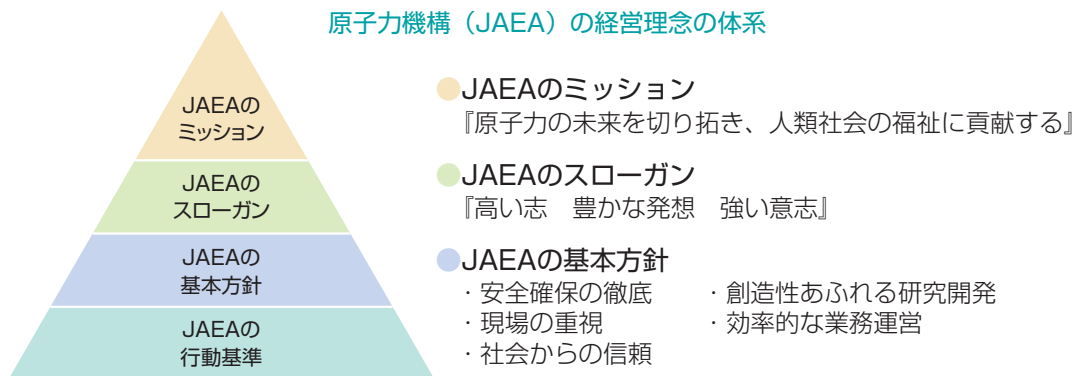 原子力機構（JAEA）の経営理念の体系
JAEAの
ミッション
JAEAの
スローガン
JAEAの
基本方針
JAEAの
行動基準
●JAEAのミッション
『原子力の未来を切り拓き、人類社会の福祉に貢献する』
●JAEAのスローガン
『高い志　豊かな発想　強い意志』
●JAEAの基本方針
・安全確保の徹底　・創造性あふれる研究開発
・現場の重視　・効率的な業務運営
・社会からの信頼